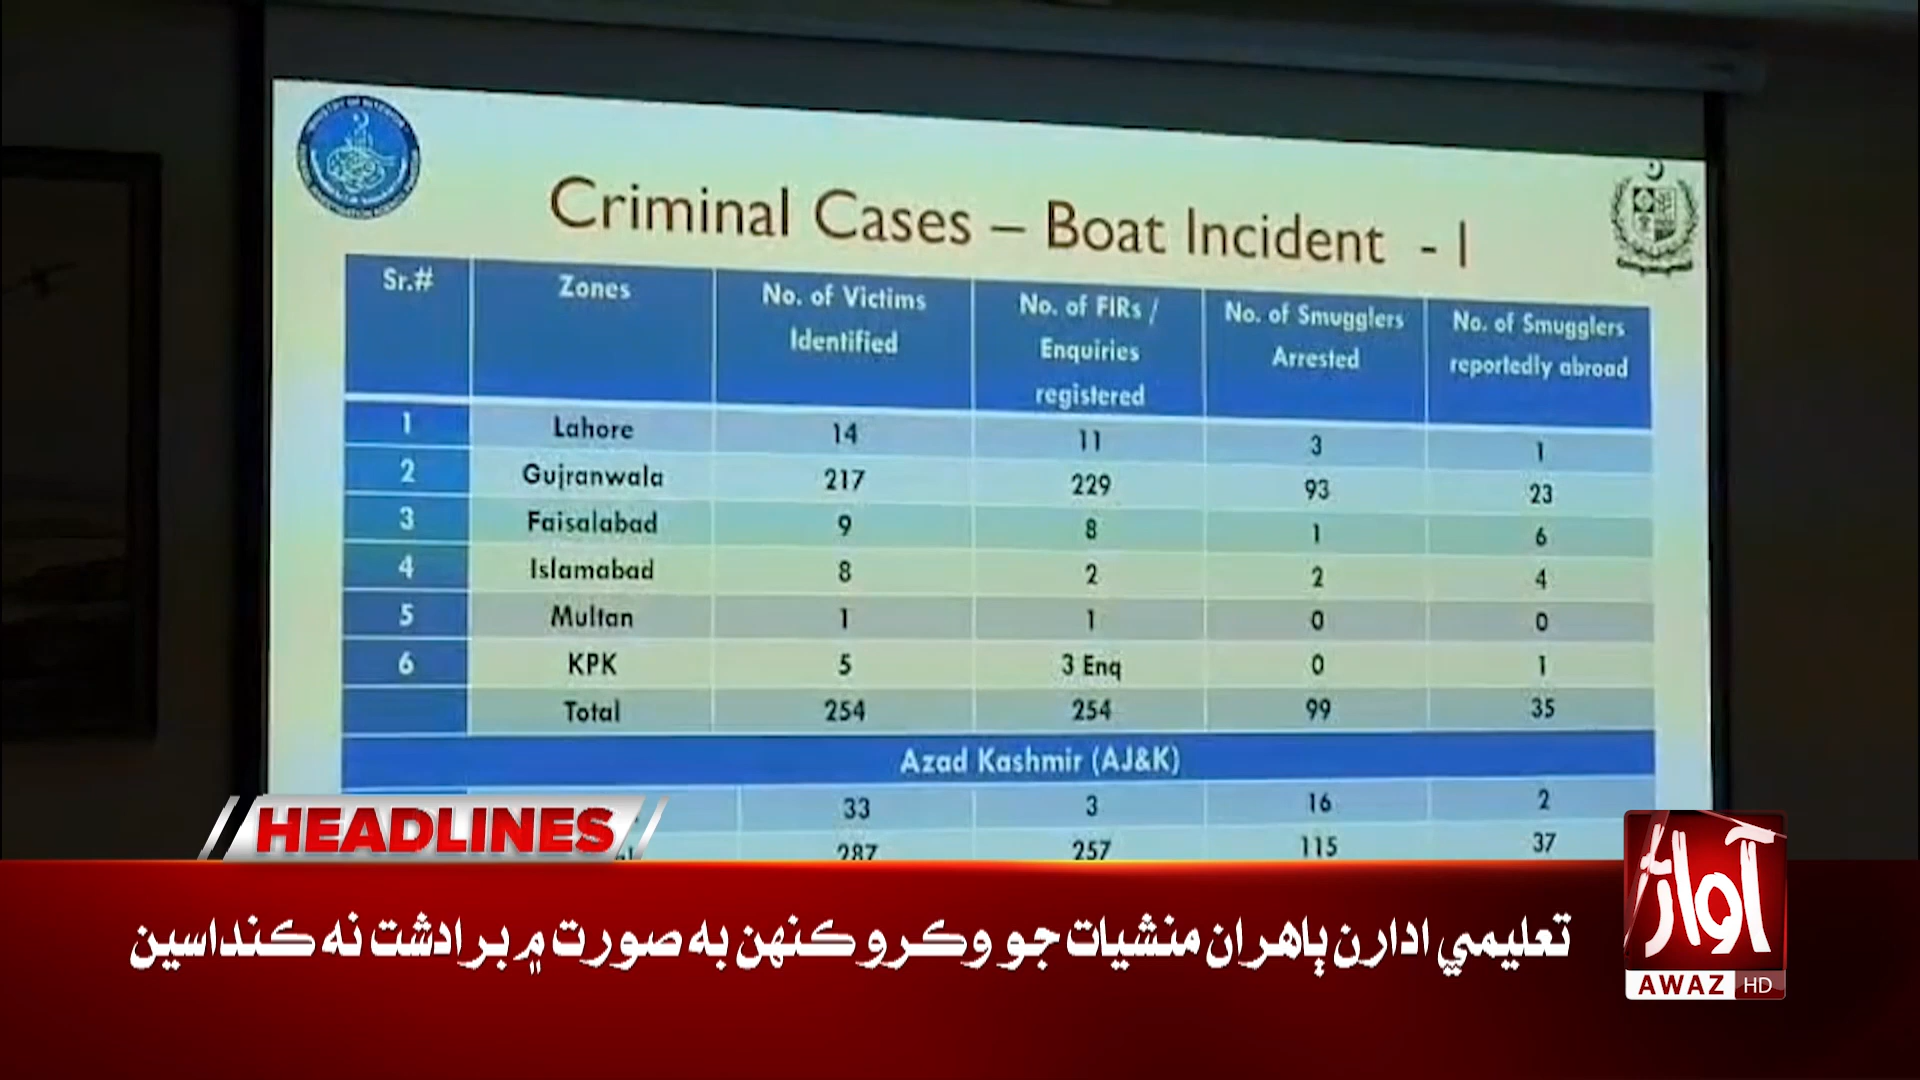 Criminal Cases – Boat Incident - I
Sr.# Zones No. of Victims Identified No. of FIRs / Enquiries registered No. of Smugglers Arrested No. of Smugglers reportedly abroad
1 Lahore 14 11 3 1
2 Gujranwala 217 229 93 23
3 Faisalabad 9 8 1 6
4 Islamabad 8 2 2 4
5 Multan 1 1 0 0
6 KPK 5 3 Enq 0 1
Total 254 254 99 35
Azad Kashmir (AJ&K)
33 3 16 2
287 257 115 37
HEADLINES
تعليمي ادارن ٻاهران منشيات جو وڪرو ڪنهن به صورت ۾ برادشت نه ڪنداسين
آواز
AWAZ HD